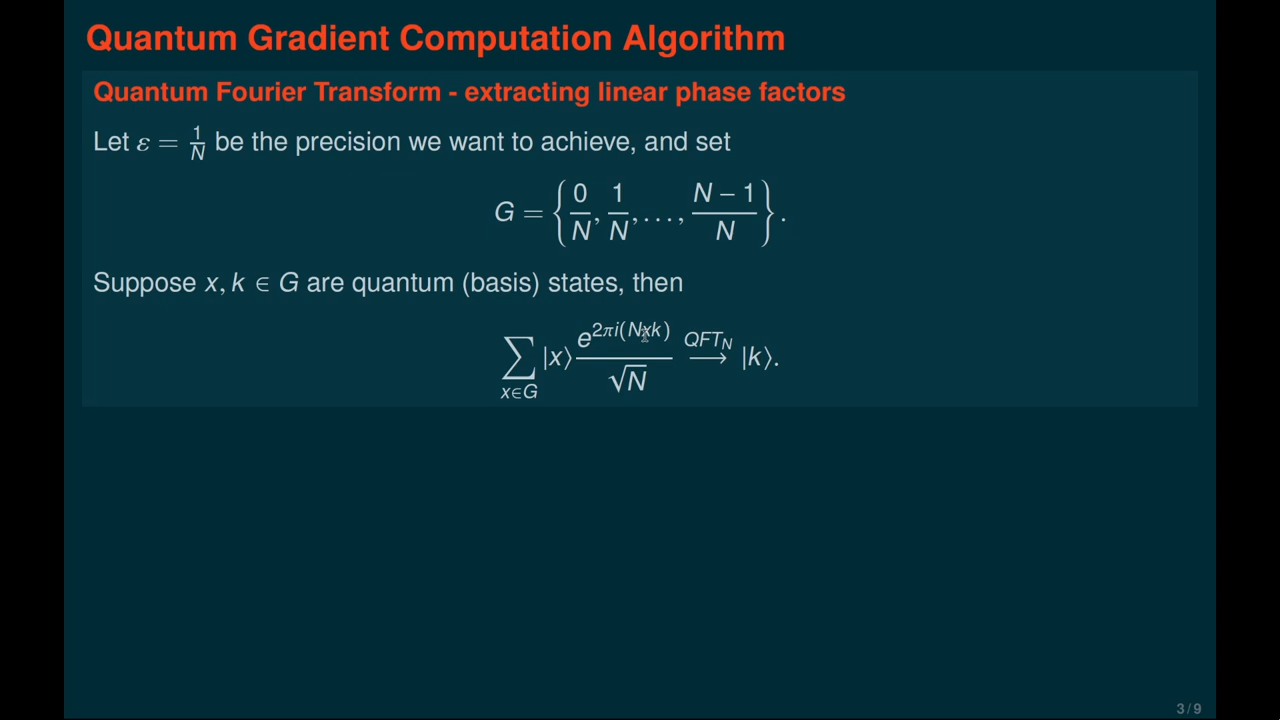 Quantum Gradient Computation Algorithm
Quantum Fourier Transform - extracting linear phase factors
Let ε = 1/N be the precision we want to achieve, and set
G = {0/N, 1/N, . . . , N − 1/N}.
Suppose x, k ∈ G are quantum (basis) states, then
∑_{x∈G} |x⟩ e^{2πi(Nxk)}/√N →^{QFT_N} |k⟩.
3 / 9